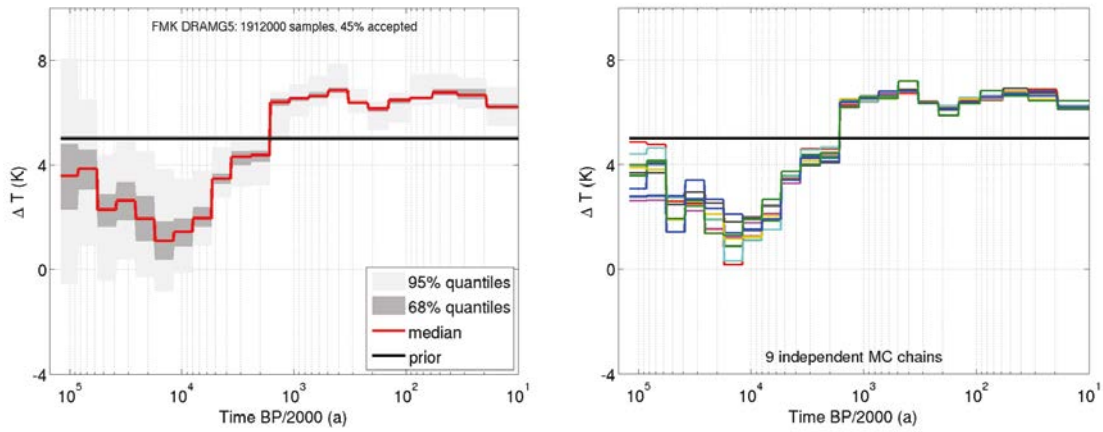 FMK DRAMG5: 1912000 samples, 45% accepted
8
4
0
-4
Δ T (K)
95% quantiles
68% quantiles
median
prior
10^5
10^4
10^3
10^2
10^1
Time BP/2000 (a)
8
4
0
-4
Δ T (K)
9 independent MC chains
10^5
10^4
10^3
10^2
10^1
Time BP/2000 (a)